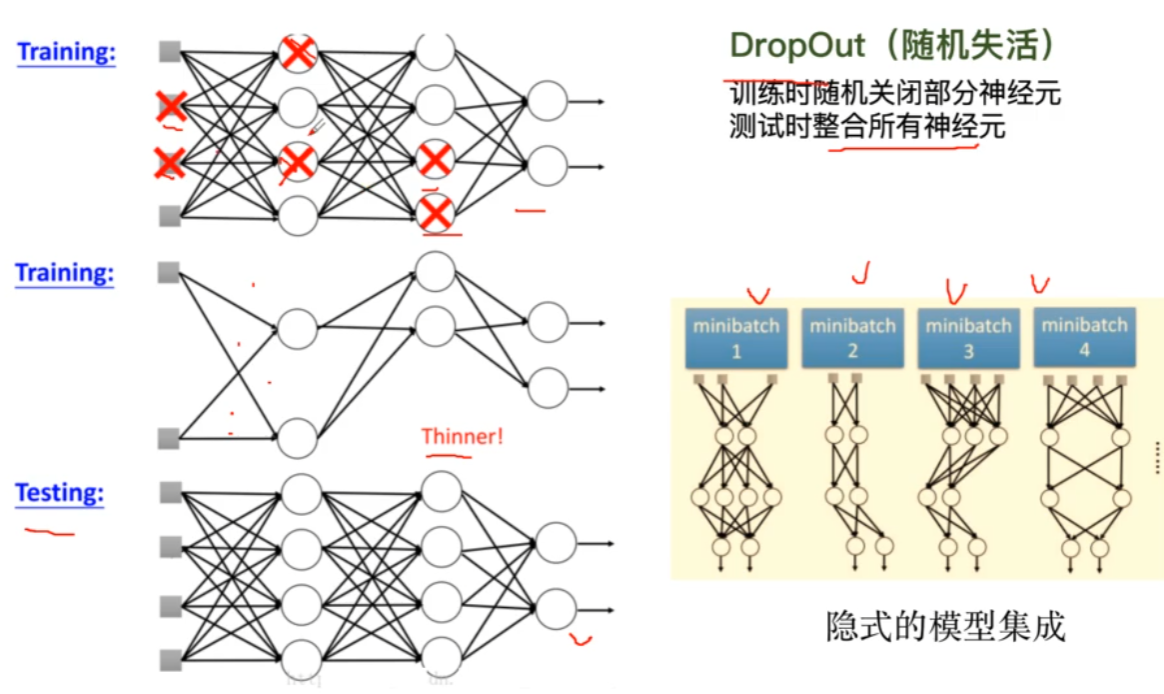 Training:
DropOut（随机失活）
训练时随机关闭部分神经元
测试时整合所有神经元
Training:
Thinner!
minibatch
1
minibatch
2
minibatch
3
minibatch
4
Testing:
隐式的模型集成